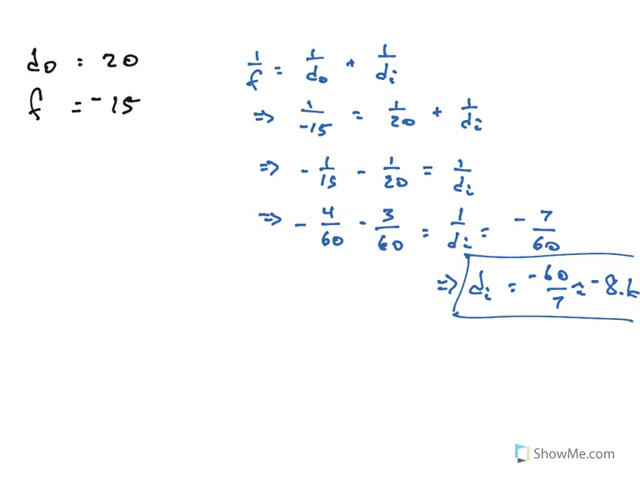 do = 20
f = -15
1/f = 1/do + 1/di
=> 1/-15 = 1/20 + 1/di
=> -1/15 - 1/20 = 1/di
=> -4/60 - 3/60 = 1/di = -7/60
=> di = -60/7 ≈ -8.6
ShowMe.com